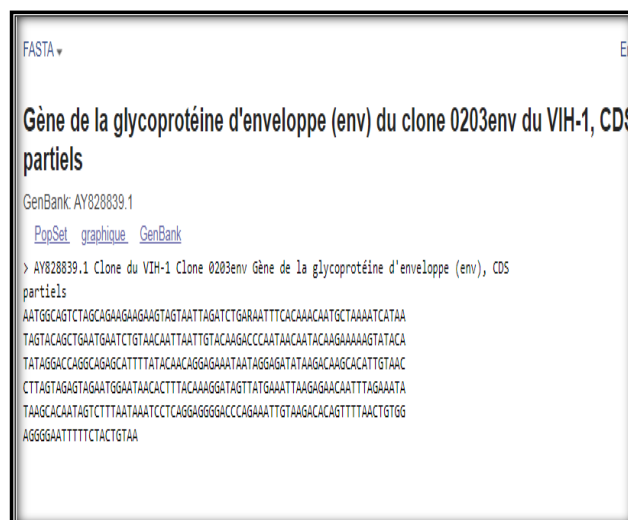 FASTA
Gène de la glycoprotéine d'enveloppe (env) du clone 0203env du VIH-1, CDS
partiels
GenBank: AY828839.1
PopSet graphique GenBank
> AY828839.1 Clone du VIH-1 Clone 0203env Gène de la glycoprotéine d'enveloppe (env), CDS
partiels
AATGGCAGTCTAGCAGAAGAAGAAGTAGTAATTAGATCTGARAATTTCACAAACAATGCTAAAATCATAA
TAGTACAGCTGAATGAATCTGTAACAATTAATTGTACAAGACCCAATAACAATACAAGAAAAAGTATACA
TATAGGACCAGGCAGAGCATTTTATACAACAGGAGAAATAATAGGAGATATAAGACAAGCACATTGTAAC
CTTAGTAGAGTAGAATGGAATAACACTTTACAAAGGATAGTTATGAAATTAAGAGAACAATTTAGAAATA
TAAGCACAATAGTCTTTAATAAATCCTCAGGAGGGGACCCAGAAATTGTAAGACACAGTTTTAACTGTGG
AGGGGAATTTTTCTACTGTAA